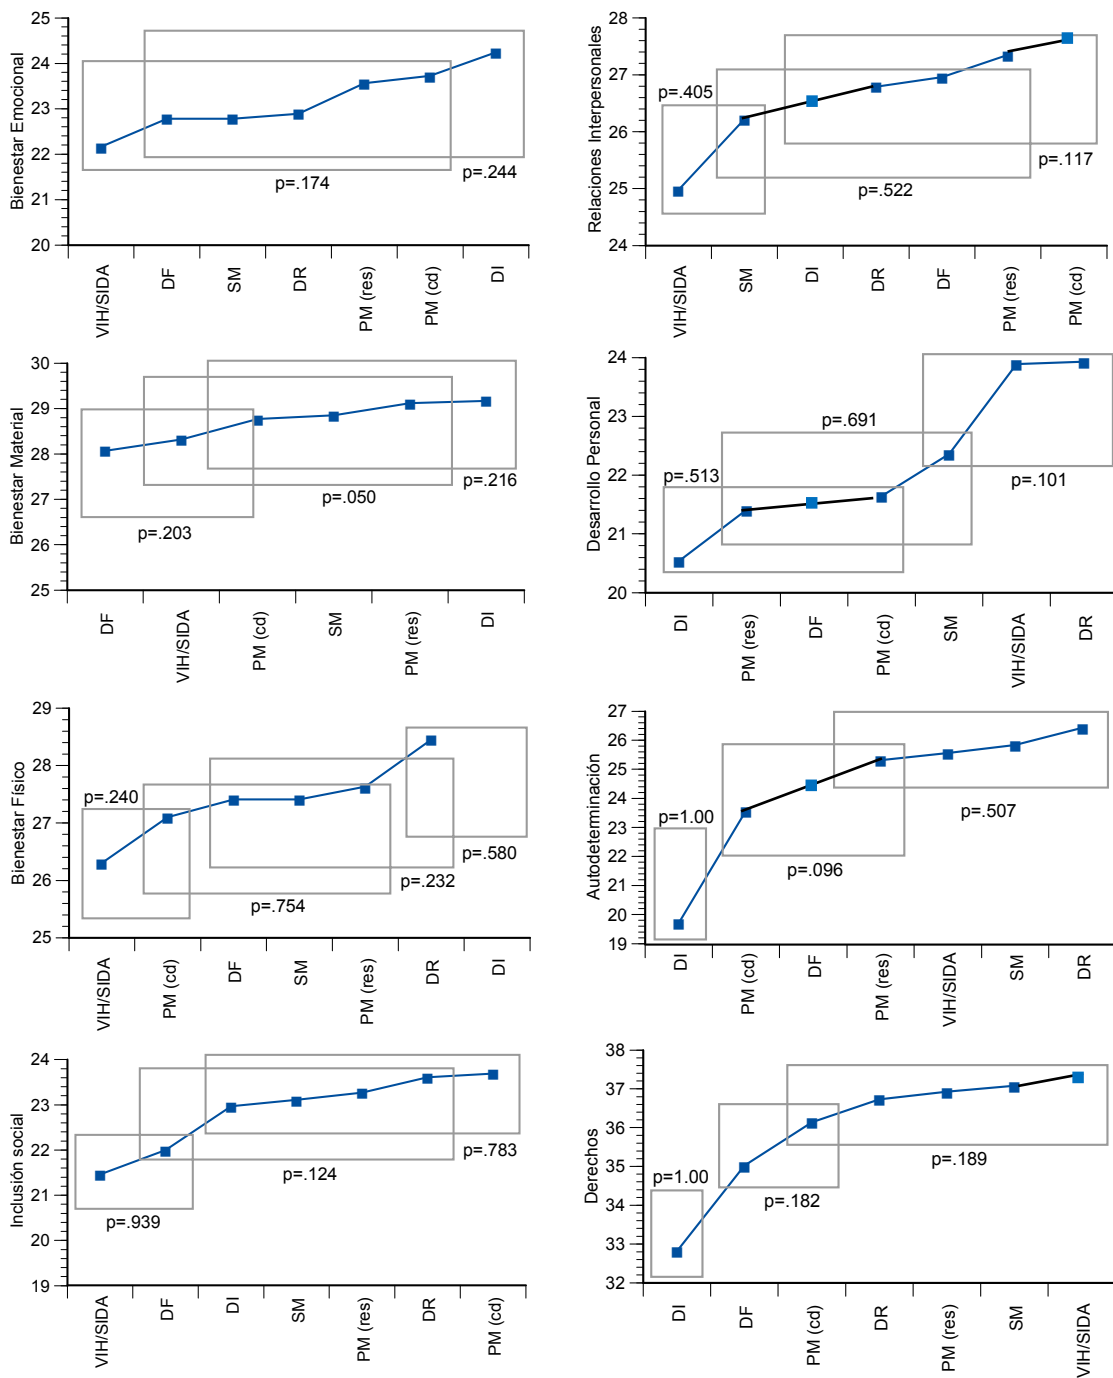 Bienestar Emocional
25
24
23
22
21
20
p=.174
p=.244
VIH/SIDA
DF
SM
DR
PM (res)
PM (cd)
DI
Relaciones Interpersonales
28
27
26
25
24
p=.405
p=.522
p=.117
VIH/SIDA
SM
DI
DR
DF
PM (res)
PM (cd)
Bienestar Material
30
29
28
27
26
25
p=.203
p=.050
p=.216
DF
VIH/SIDA
PM (cd)
SM
PM (res)
DI
Desarrollo Personal
24
23
22
21
20
p=.513
p=.691
p=.101
DI
PM (res)
DF
PM (cd)
SM
VIH/SIDA
DR
Bienestar Físico
29
28
27
26
25
p=.240
p=.754
p=.232
p=.580
VIH/SIDA
PM (cd)
DF
SM
PM (res)
DR
DI
Autodeterminación
27
26
25
24
23
22
21
20
19
p=1.00
p=.096
p=.507
DI
PM (cd)
DF
PM (res)
VIH/SIDA
SM
DR
Inclusión social
24
23
22
21
20
19
p=.939
p=.124
p=.783
VIH/SIDA
DF
DI
SM
PM (res)
DR
PM (cd)
Derechos
38
37
36
35
34
33
32
p=1.00
p=.182
p=.189
DI
DF
PM (cd)
DR
PM (res)
SM
VIH/SIDA